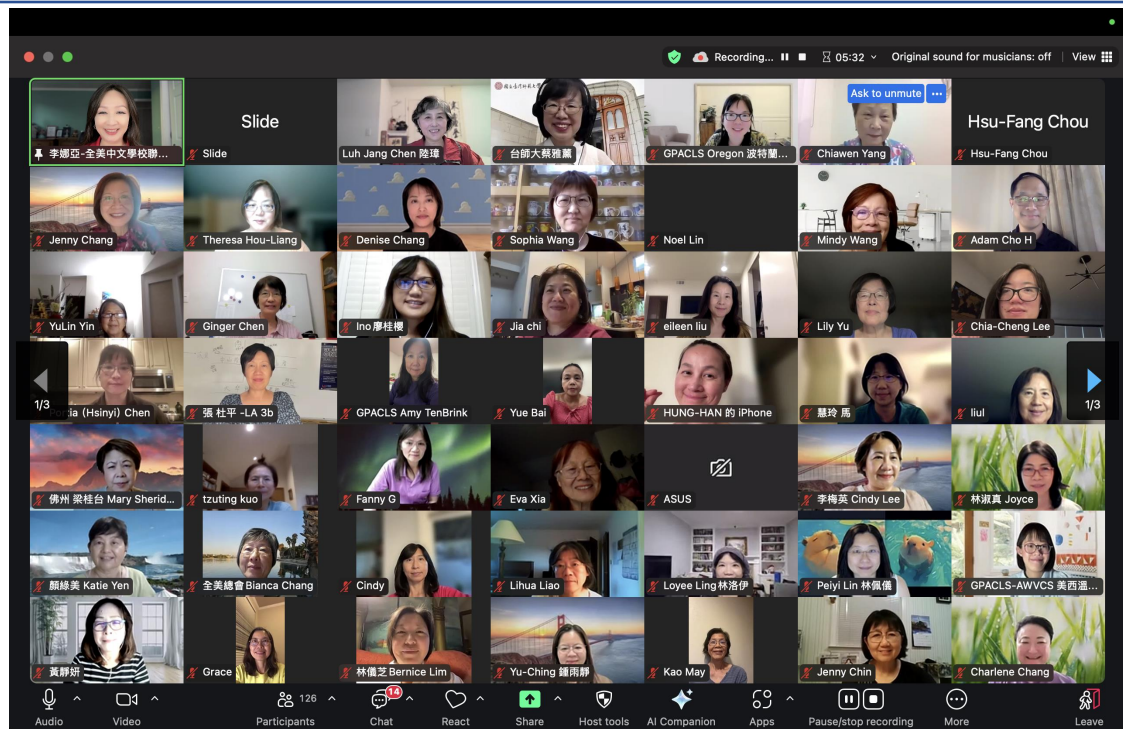 Recording...
05:32
Original sound for musicians: off
View
李娜亞-全美中文學校聯...
Slide
Slide
Luh Jang Chen 陸璋
台師大蔡雅薰
GPACLS Oregon 波特蘭...
Ask to unmute
Chiawen Yang
Hsu-Fang Chou
Hsu-Fang Chou
Jenny Chang
Theresa Hou-Liang
Denise Chang
Sophia Wang
Noel Lin
Mindy Wang
Adam Cho H
YuLin Yin
Ginger Chen
Ino廖桂櫻
Jia chi
eileen liu
Lily Yu
Chia-Cheng Lee
1/3
(Hsinyi) Chen
張 杜平 -LA 3b
GPACLS Amy TenBrink
Yue Bai
HUNG-HAN 的 iPhone
慧玲 馬
liul
1/3
佛州 梁桂台 Mary Sherid...
tzuting kuo
Fanny G
Eva Xia
ASUS
李梅英 Cindy Lee
林淑真 Joyce
顏綠美 Katie Yen
全美總會 Bianca Chang
Cindy
Lihua Liao
Loyee Ling林洛伊
Peiyi Lin 林佩儀
GPACLS-AWVCS 美西溫...
黃靜妍
Grace
林儀芝 Bernice Lim
Yu-Ching 鍾雨靜
Kao May
Jenny Chin
Charlene Chang
126
14
Audio
Video
Participants
Chat
React
Share
Host tools
AI Companion
Apps
Pause/stop recording
More
Leave